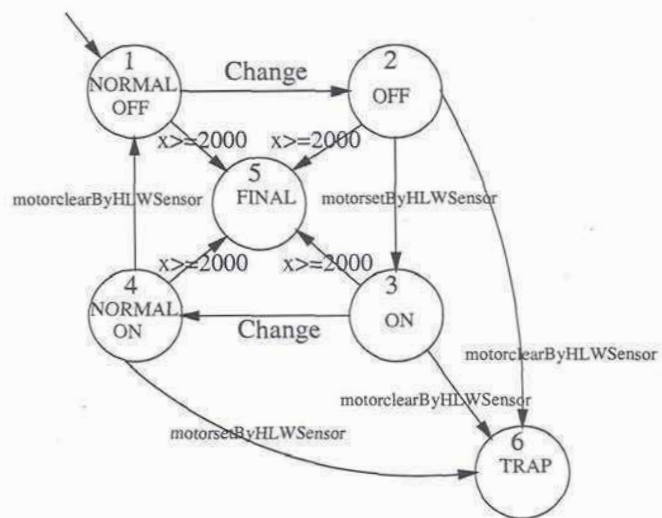 1
NORMAL
OFF
Change
2
OFF
x>=2000
x>=2000
5
FINAL
motorclearByHLWSensor
motorsetByHLWSensor
x>=2000
x>=2000
4
NORMAL
ON
Change
3
ON
motorclearByHLWSensor
motorclearByHLWSensor
motorsetByHLWSensor
6
TRAP